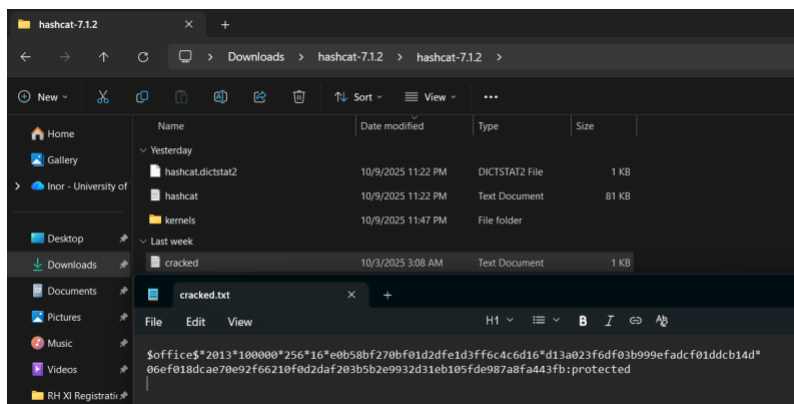 hashcat-7.1.2
Downloads > hashcat-7.1.2 > hashcat-7.1.2 >
New Sort View
Name Date modified Type Size
Home
Gallery
Inor - University of
Desktop
Downloads
Documents
Pictures
Music
Videos
RH XI Registratic
Yesterday
hashcat.dictstat2 10/9/2025 11:22 PM DICTSTAT2 File 1 KB
hashcat 10/9/2025 11:22 PM Text Document 81 KB
kernels 10/9/2025 11:47 PM File folder
Last week
cracked 10/3/2025 3:08 AM Text Document 1 KB
cracked.txt
File Edit View H1 B I
$office$*2013*100000*256*16*e0b58bf270bf01d2dfe1d3ff6c4c6d16*d13a023f6df03b999efadcf01ddcb14d*
06ef018dcae70e92f66210f0d2daf203b5b2e9932d31eb105fde987a8fa443fb:protected